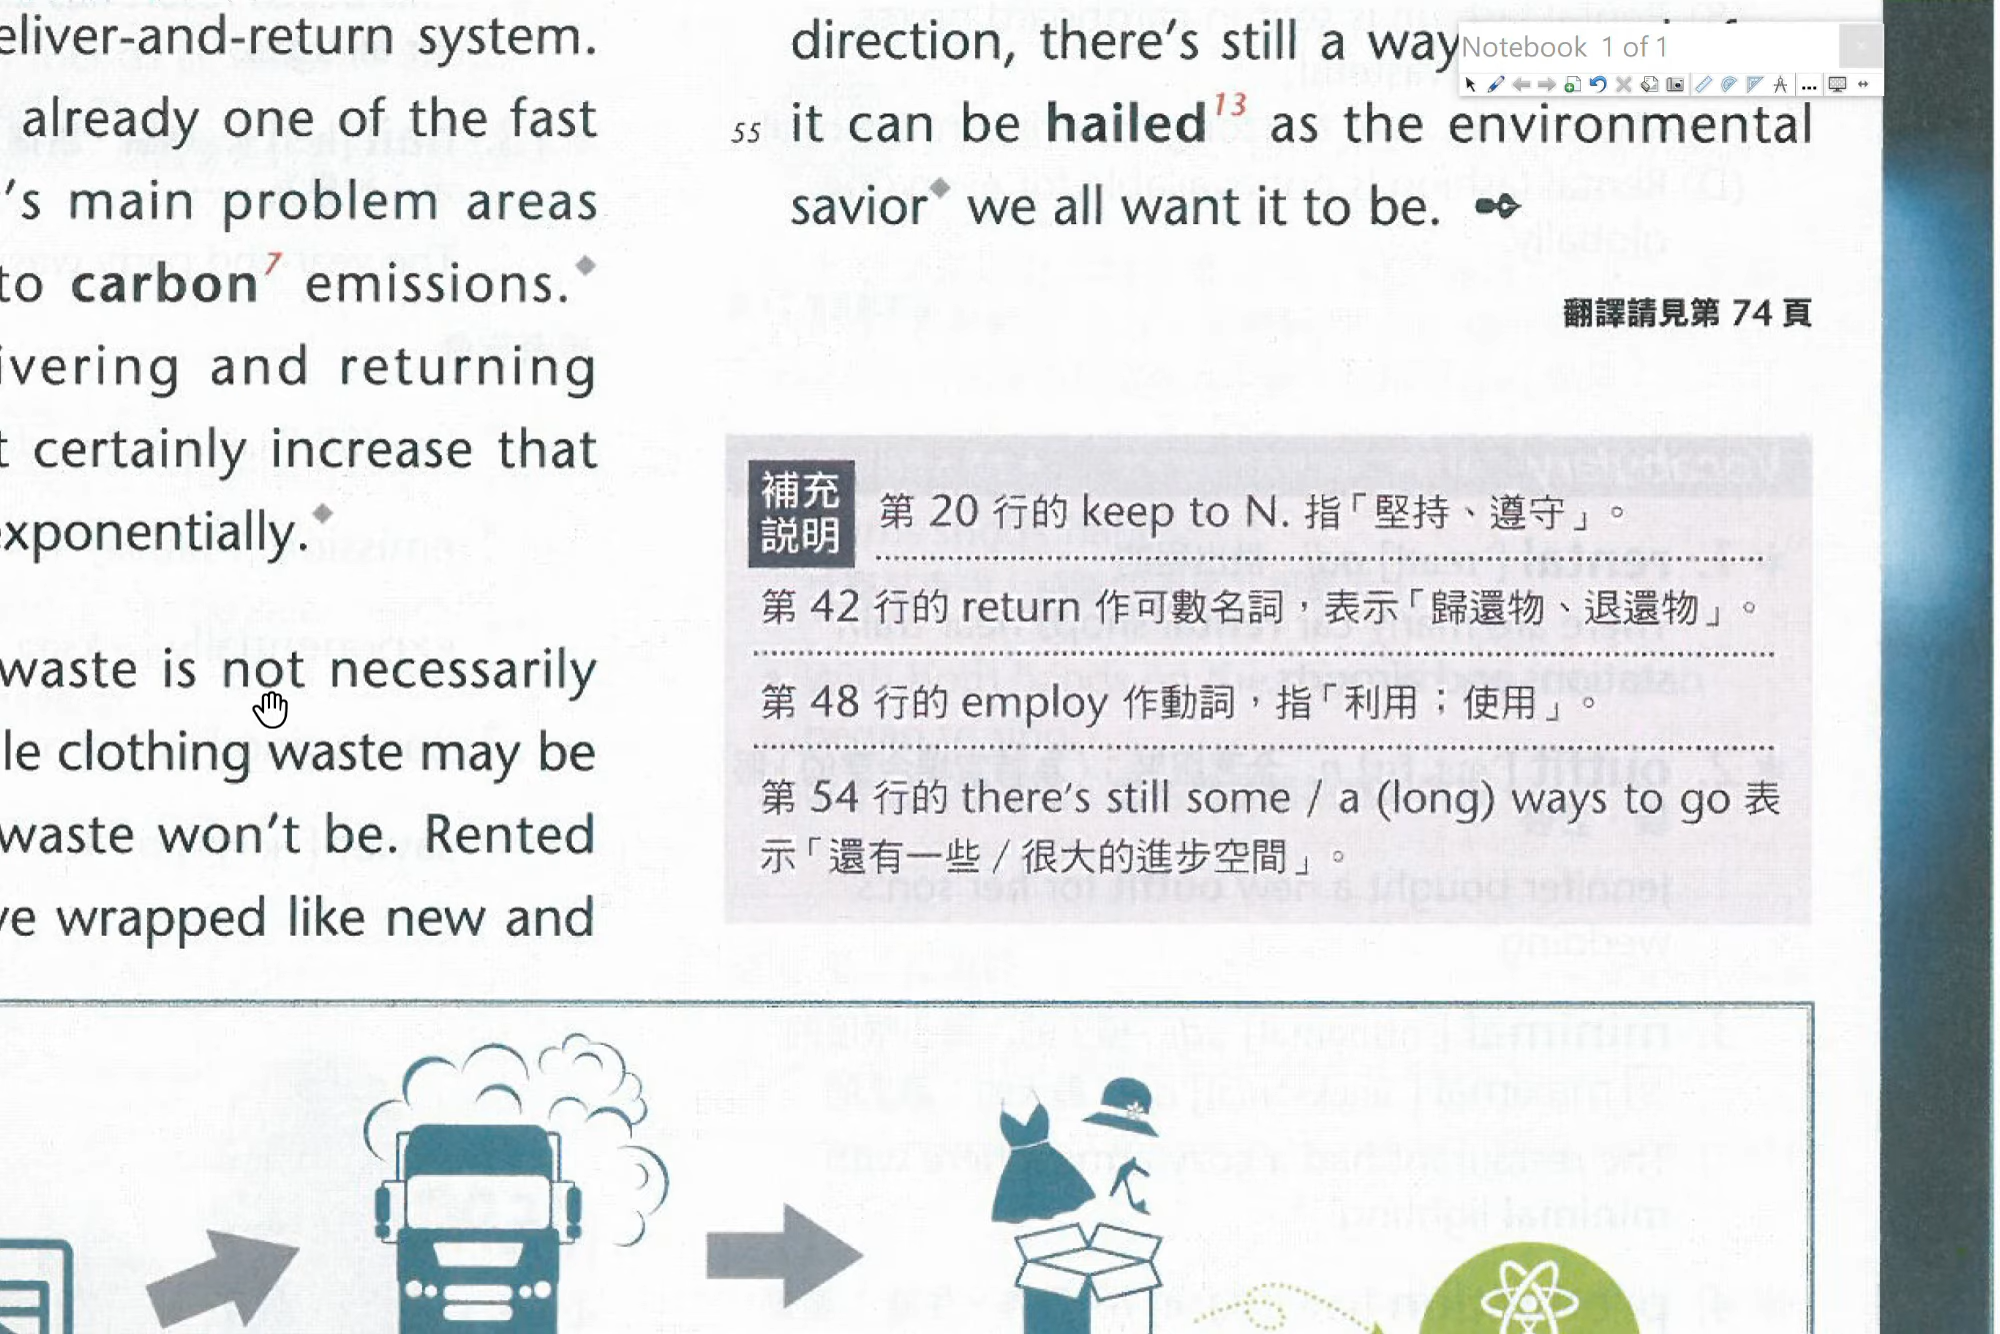 eliver-and-return system.
already one of the fast
's main problem areas
to carbon7 emissions.◆
ivering and returning
t certainly increase that
exponentially.◆
waste is not necessarily
le clothing waste may be
waste won't be. Rented
ve wrapped like new and
direction, there's still a way
55 it can be hailed13 as the environmental
savior◆ we all want it to be.
翻譯請見第 74 頁
Notebook 1 of 1
補充說明
第 20 行的 keep to N. 指「堅持、遵守」。
第 42 行的 return 作可數名詞，表示「歸還物、退還物」。
第 48 行的 employ 作動詞，指「利用；使用」。
第 54 行的 there's still some / a (long) ways to go 表
示「還有一些 / 很大的進步空間」。